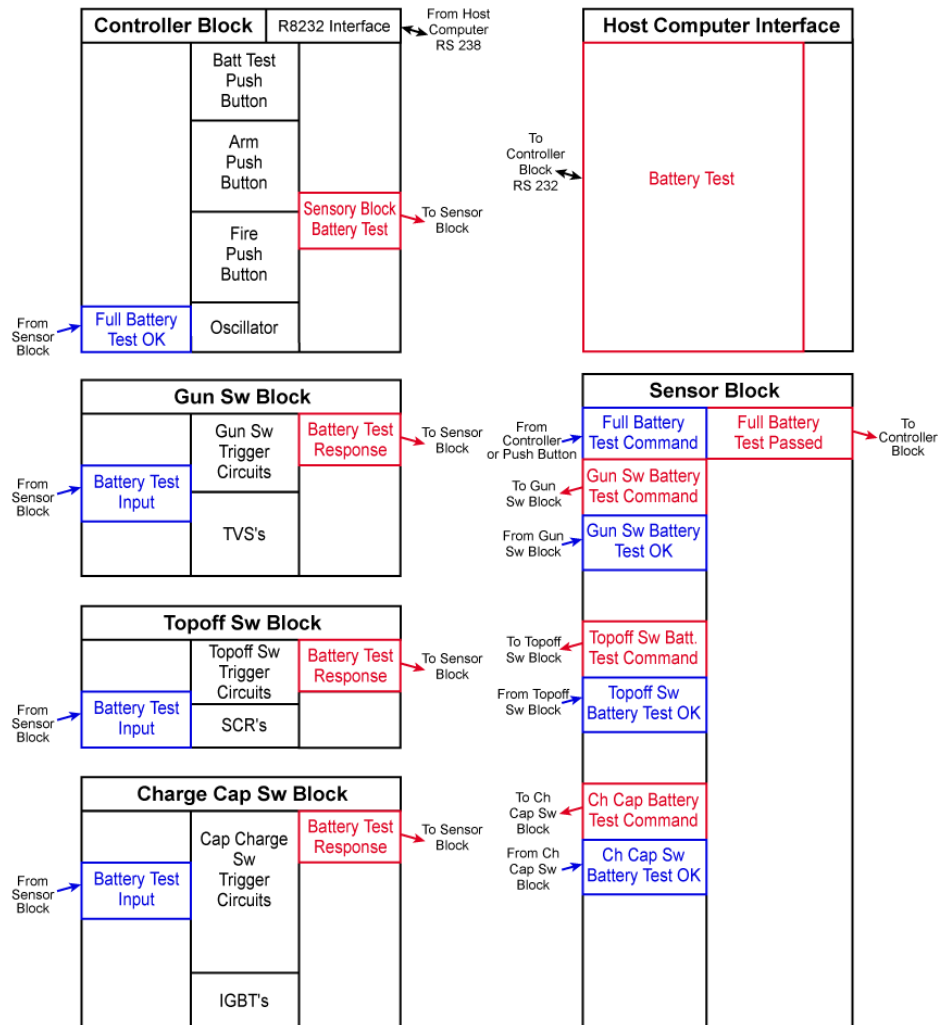 Controller Block
R8232 Interface
From Host
Computer
RS 238
Batt Test
Push
Button
Arm
Push
Button
Sensory Block
Battery Test
To Sensor
Block
Fire
Push
Button
From
Sensor
Block
Full Battery
Test OK
Oscillator
Host Computer Interface
To
Controller
Block
RS 232
Battery Test
Gun Sw Block
Gun Sw
Trigger
Circuits
Battery Test
Response
To Sensor
Block
From
Sensor
Block
Battery Test
Input
TVS's
Topoff Sw Block
Topoff Sw
Trigger
Circuits
Battery Test
Response
To Sensor
Block
From
Sensor
Block
Battery Test
Input
SCR's
Charge Cap Sw Block
Cap Charge
Sw
Trigger
Circuits
Battery Test
Response
To Sensor
Block
From
Sensor
Block
Battery Test
Input
IGBT's
Sensor Block
From
Controller
or Push Button
Full Battery
Test Command
Full Battery
Test Passed
To
Controller
Block
To Gun
Sw Block
Gun Sw Battery
Test Command
From Gun
Sw Block
Gun Sw Battery
Test OK
To Topoff
Sw Block
Topoff Sw Batt.
Test Command
From Topoff
Sw Block
Topoff Sw
Battery Test OK
To Ch
Cap Sw
Block
Ch Cap Battery
Test Command
From Ch
Cap Sw
Block
Ch Cap Sw
Battery Test OK